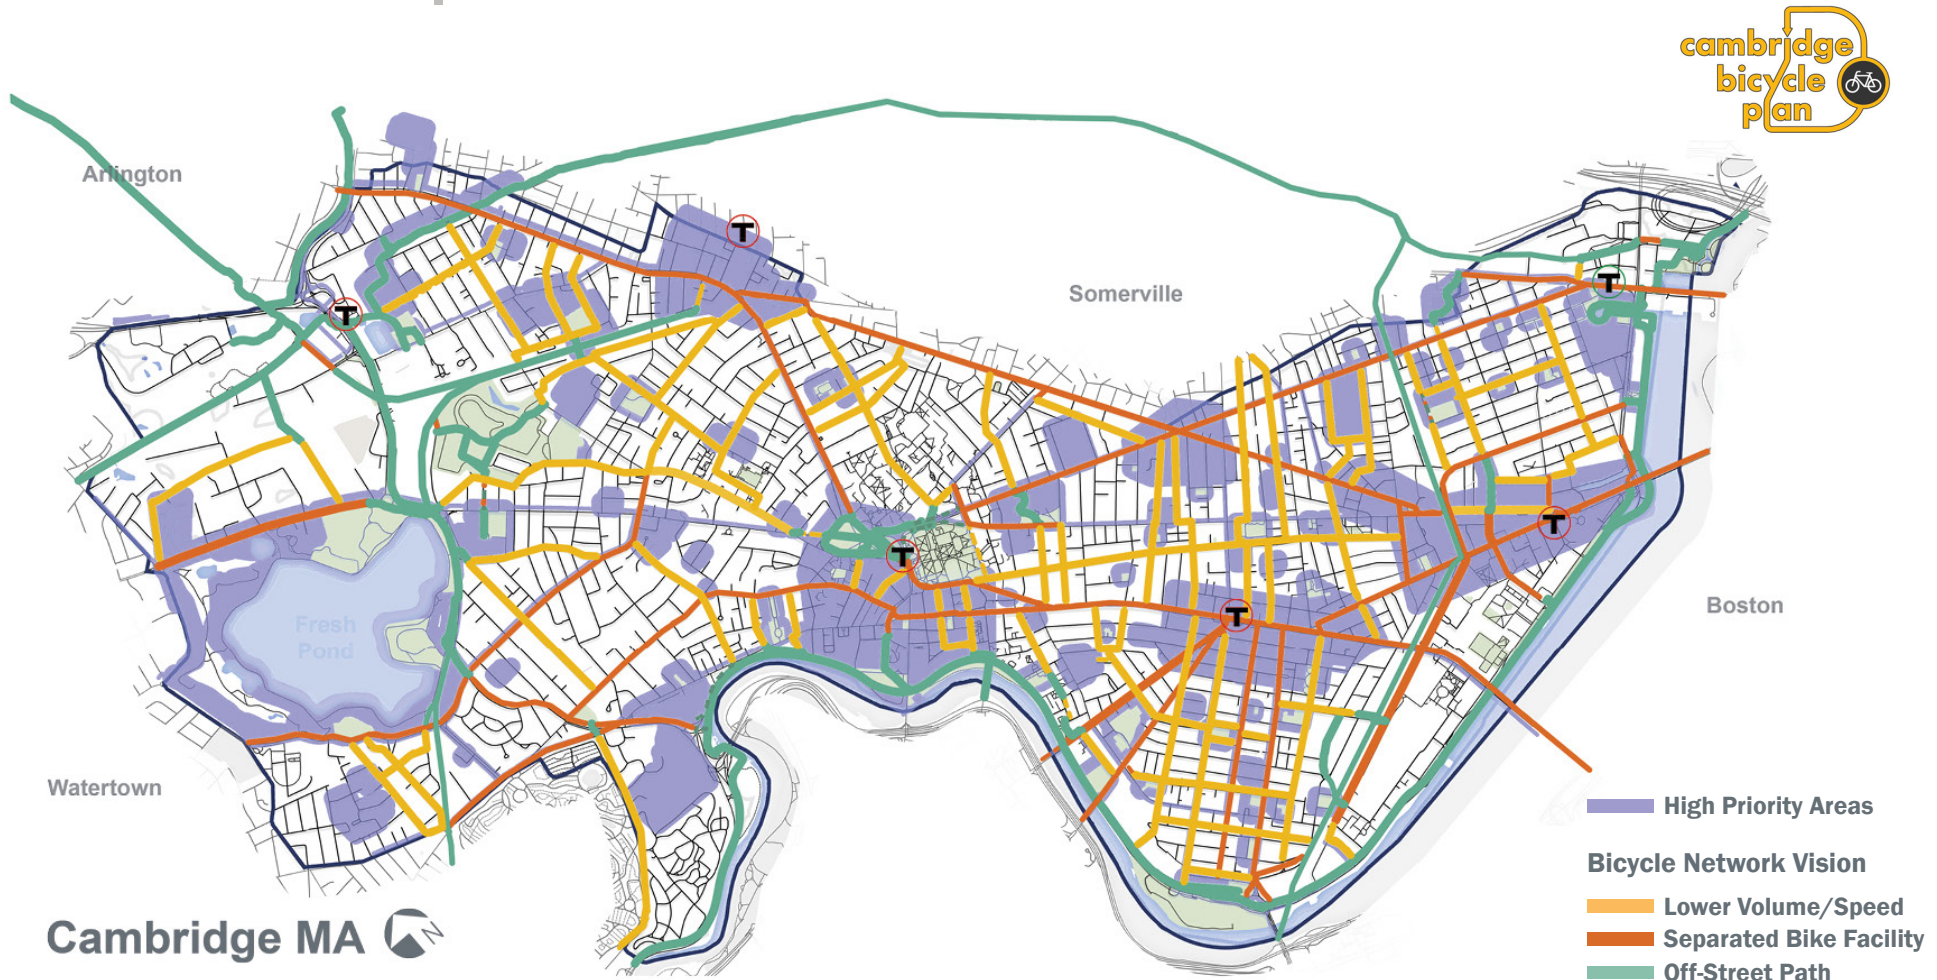 cambridge
bicycle
plan
Arlington
T
Somerville
T
T
T
T
T
Fresh
Pond
Boston
Watertown
High Priority Areas
Bicycle Network Vision
Lower Volume/Speed
Separated Bike Facility
Off-Street Path
Cambridge MA
N